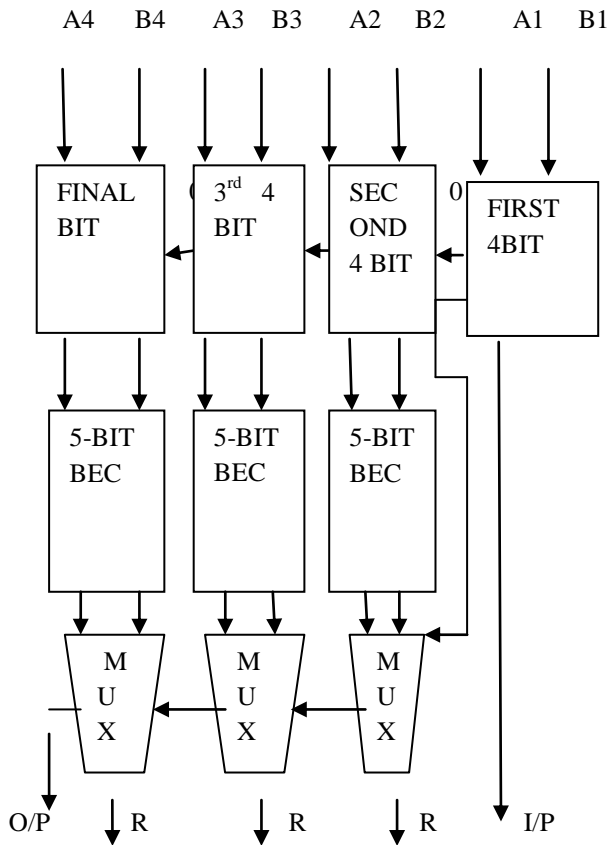 A4 B4 A3 B3 A2 B2 A1 B1
FINAL
BIT
3rd 4
BIT
SEC
OND
4 BIT
0
FIRST
4BIT
5-BIT
BEC
5-BIT
BEC
5-BIT
BEC
M
U
X
M
U
X
M
U
X
O/P R R R I/P